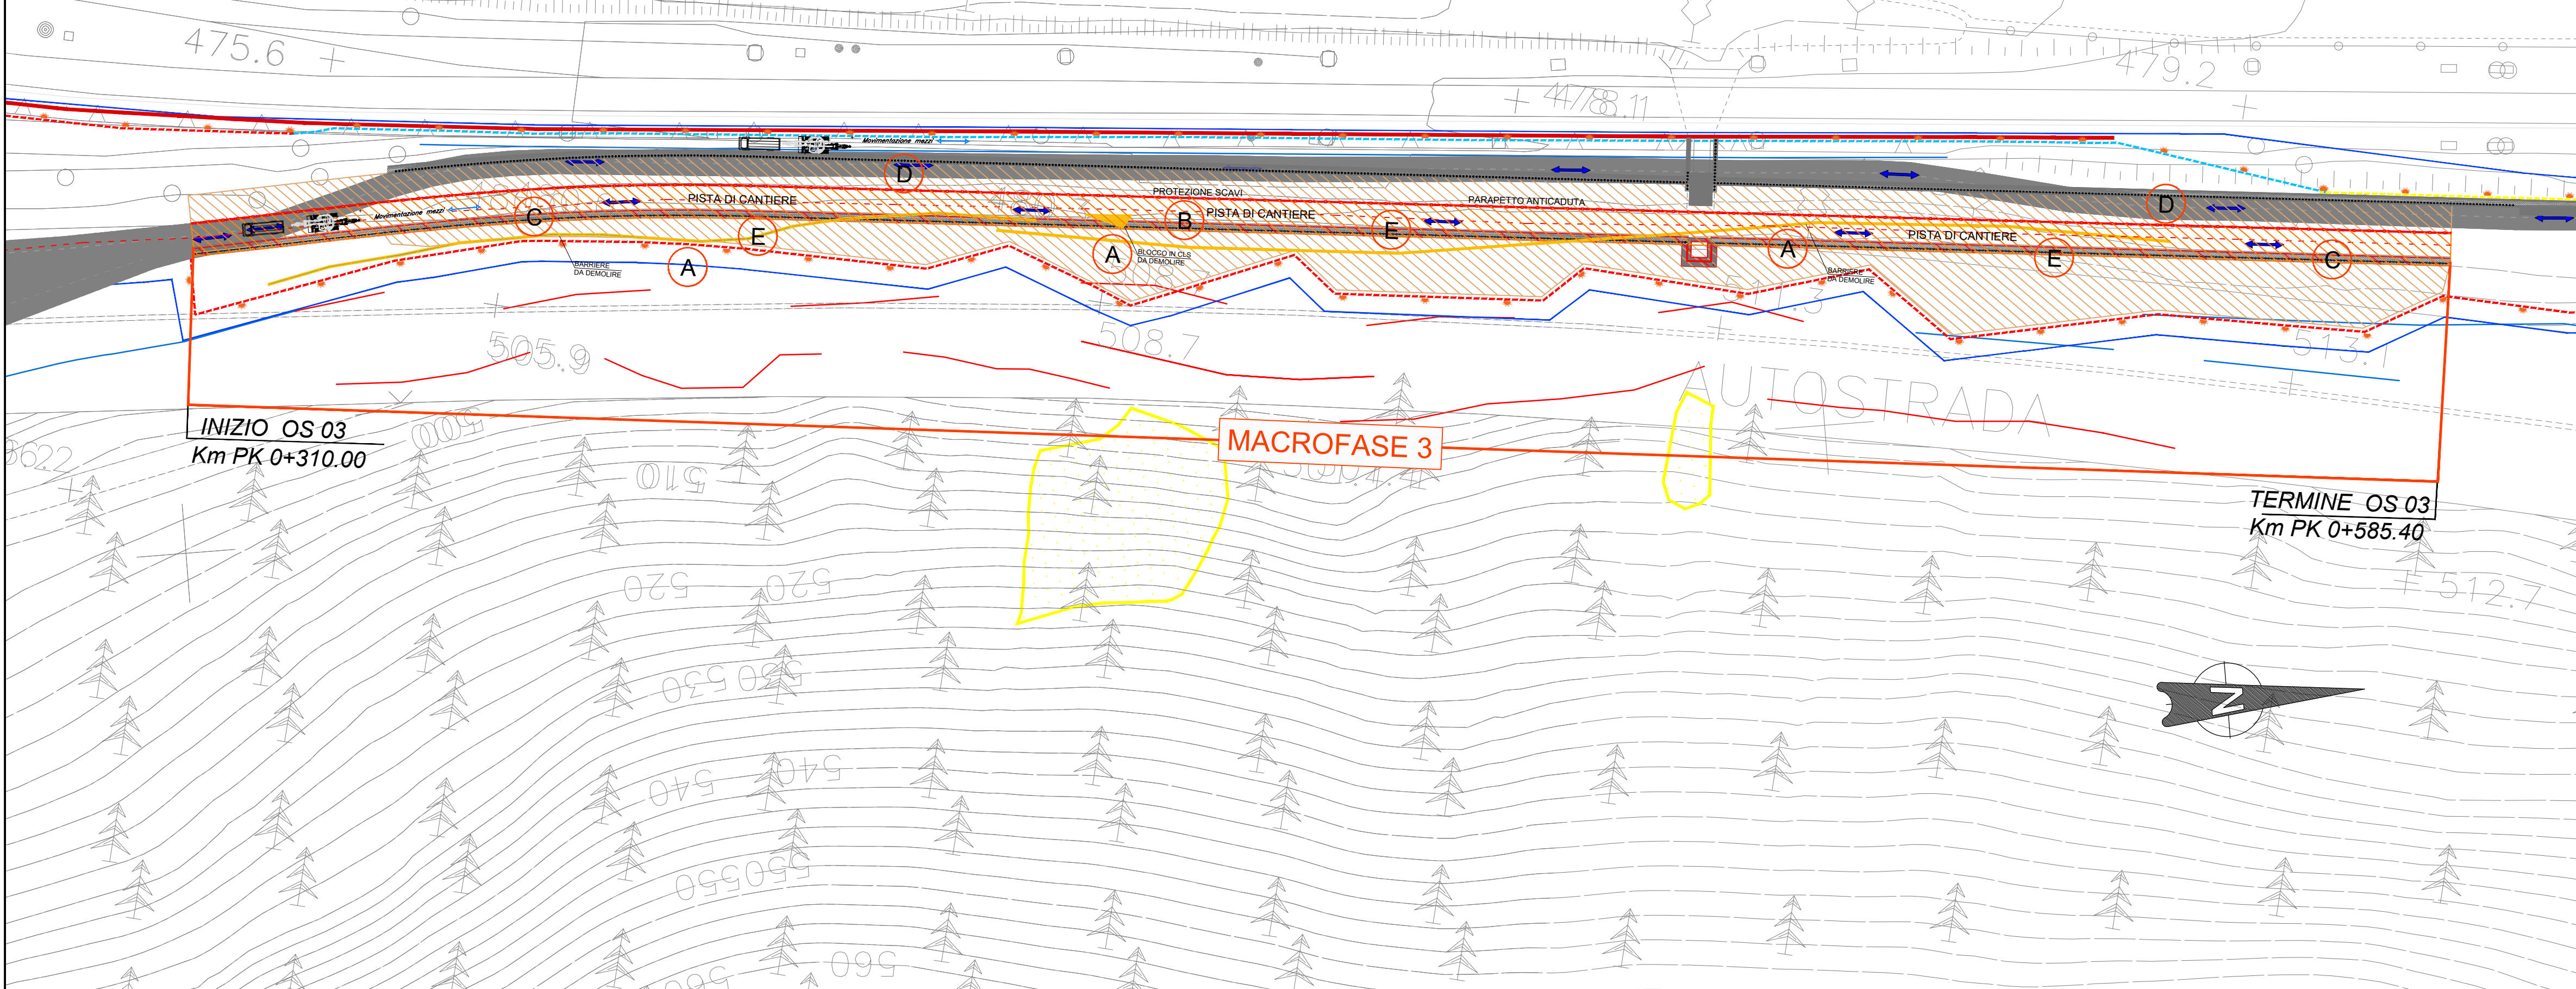 475.6
479.2
Movimentazione mezzi
D
PROTEZIONE SCAVI
PISTA DI CANTIERE
PARAPETTO ANTICADUTA
D
Movimentazione mezzi
C
B
PISTA DI CANTIERE
E
E
PISTA DI CANTIERE
A
A
A
E
C
BLOCCO IN CLS
DA DEMOLIRE
BARRIERE
DA DEMOLIRE
BARRIERE
DA DEMOLIRE
505.9
508.7
513.1
AUTOSTRADA
INIZIO OS 03
Km PK 0+310.00
MACROFASE 3
TERMINE OS 03
Km PK 0+585.40
510
512.7
520
520
530
530
N
540
540
550
550
560
560